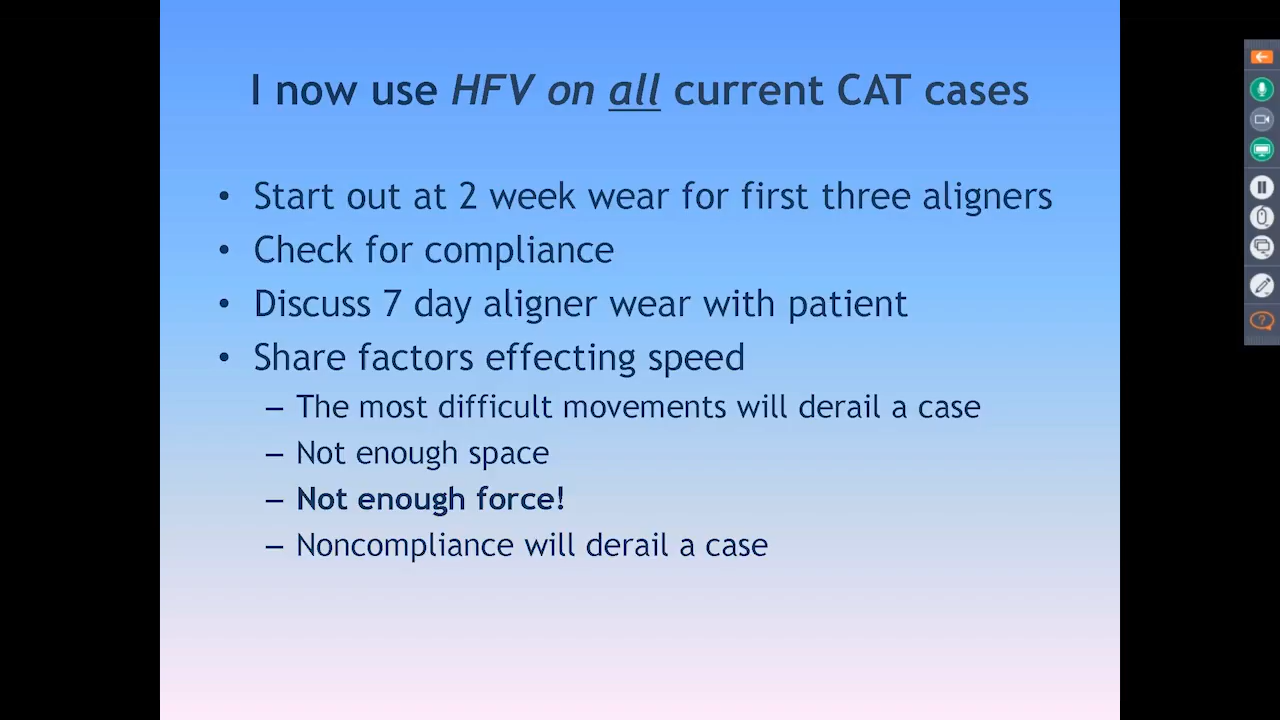 I now use HFV on all current CAT cases
• Start out at 2 week wear for first three aligners
• Check for compliance
• Discuss 7 day aligner wear with patient
• Share factors effecting speed
– The most difficult movements will derail a case
– Not enough space
– Not enough force!
– Noncompliance will derail a case